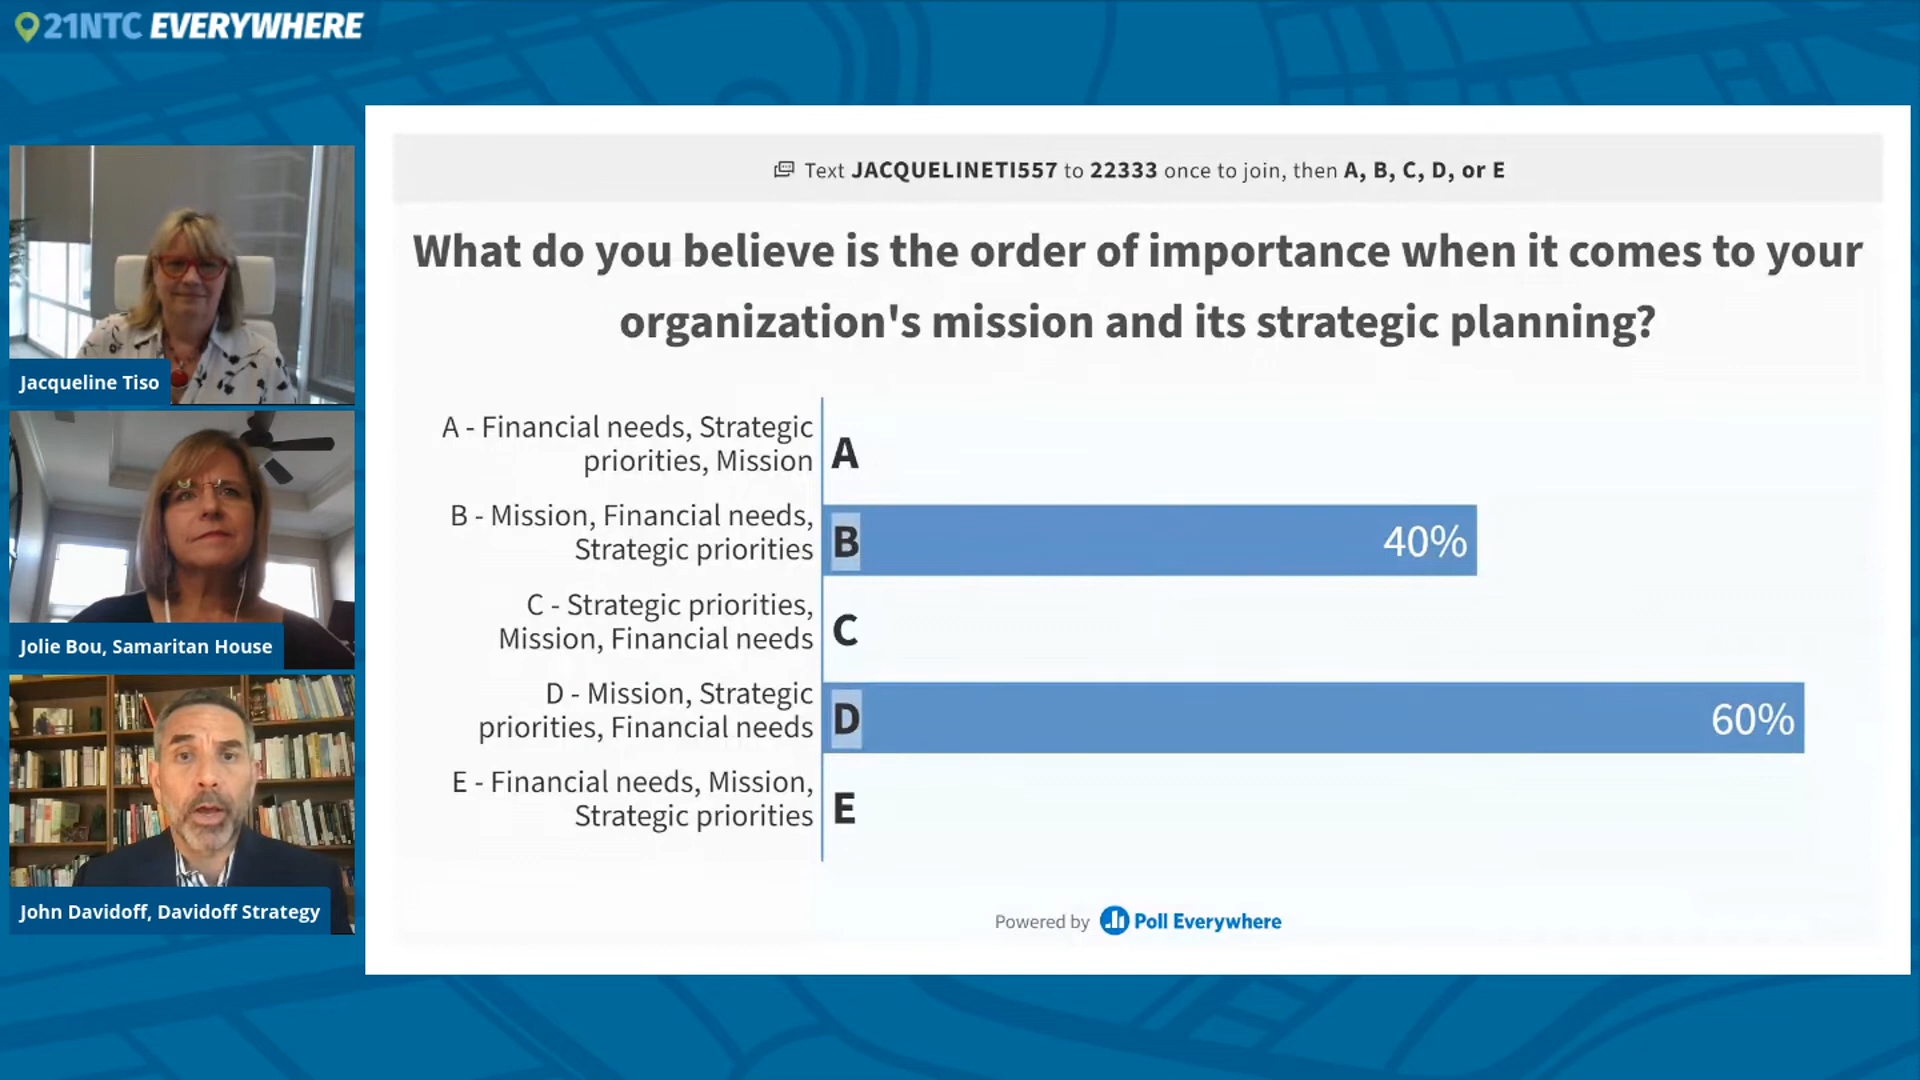 21NTC EVERYWHERE
Text JACQUELINETI557 to 22333 once to join, then A, B, C, D, or E
What do you believe is the order of importance when it comes to your
organization's mission and its strategic planning?
A - Financial needs, Strategic
priorities, Mission
A
B - Mission, Financial needs,
Strategic priorities
B
40%
C - Strategic priorities,
Mission, Financial needs
C
D - Mission, Strategic
priorities, Financial needs
D
60%
E - Financial needs, Mission,
Strategic priorities
E
Powered by Poll Everywhere
Jacqueline Tiso
Jolie Bou, Samaritan House
John Davidoff, Davidoff Strategy